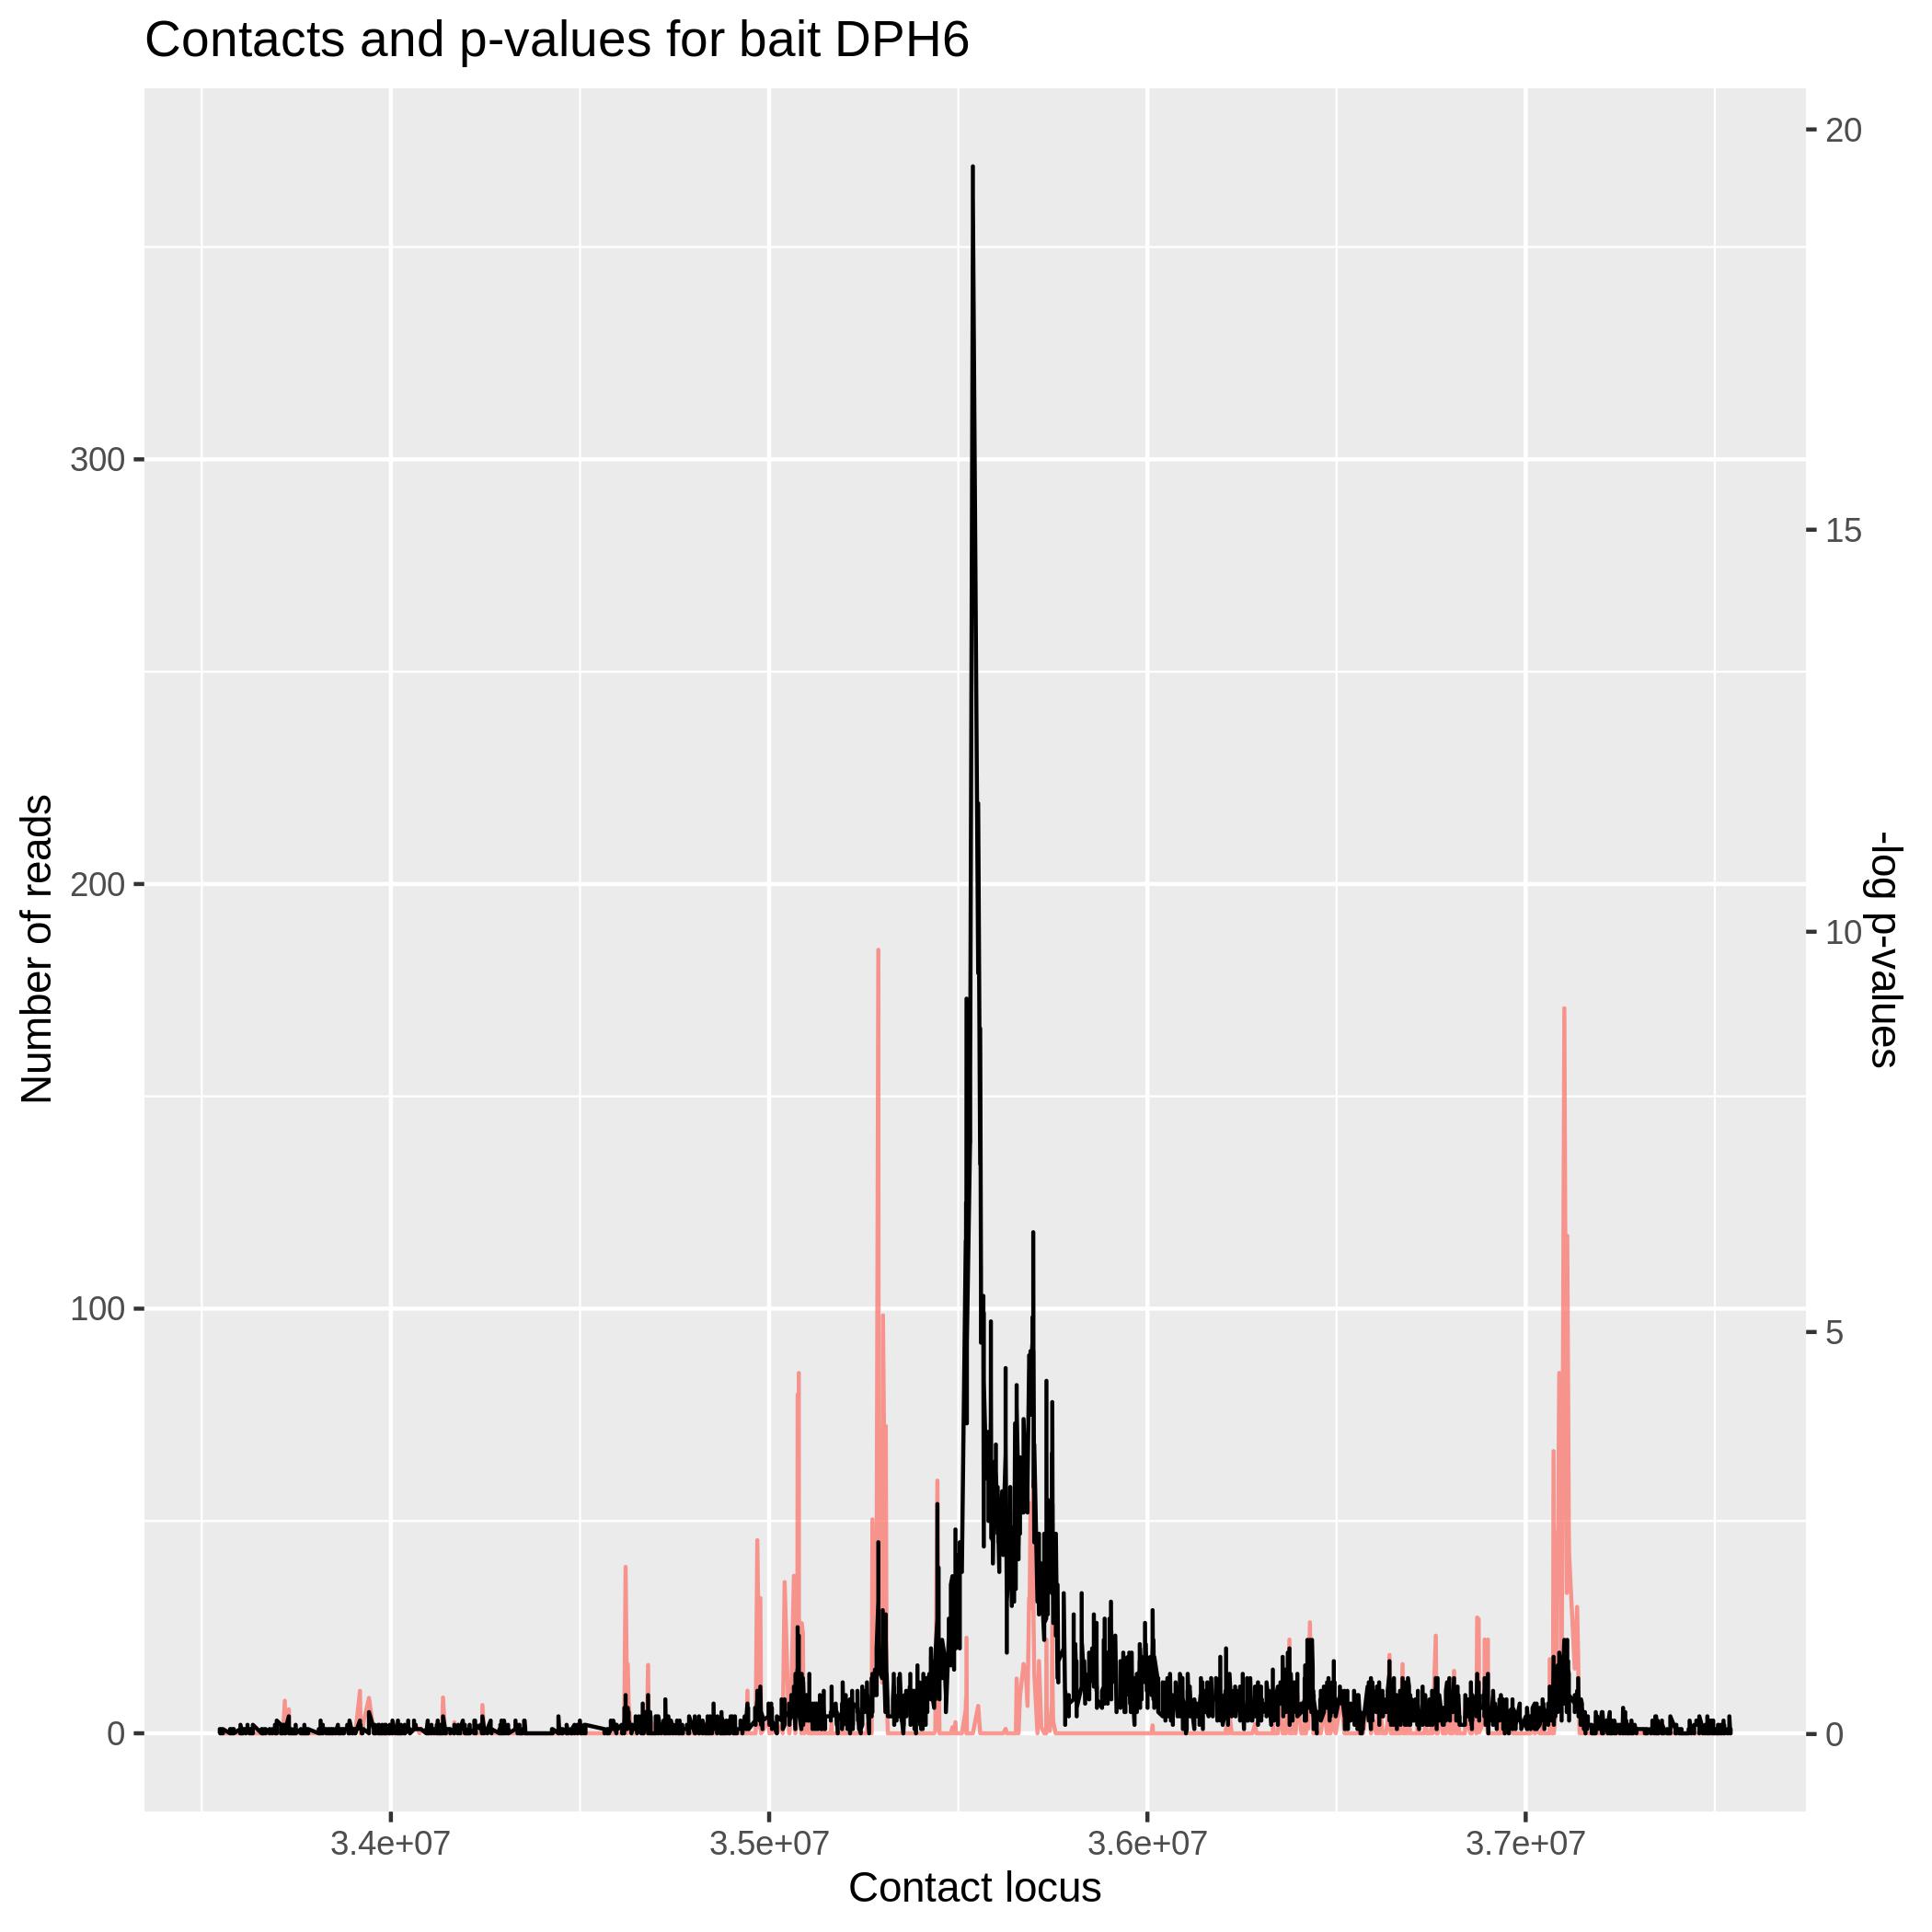 Contacts and p-values for bait DPH6
Number of reads
300
200
100
0
20
15
10
5
0
-log p-values
3.4e+07
3.5e+07
3.6e+07
3.7e+07
Contact locus